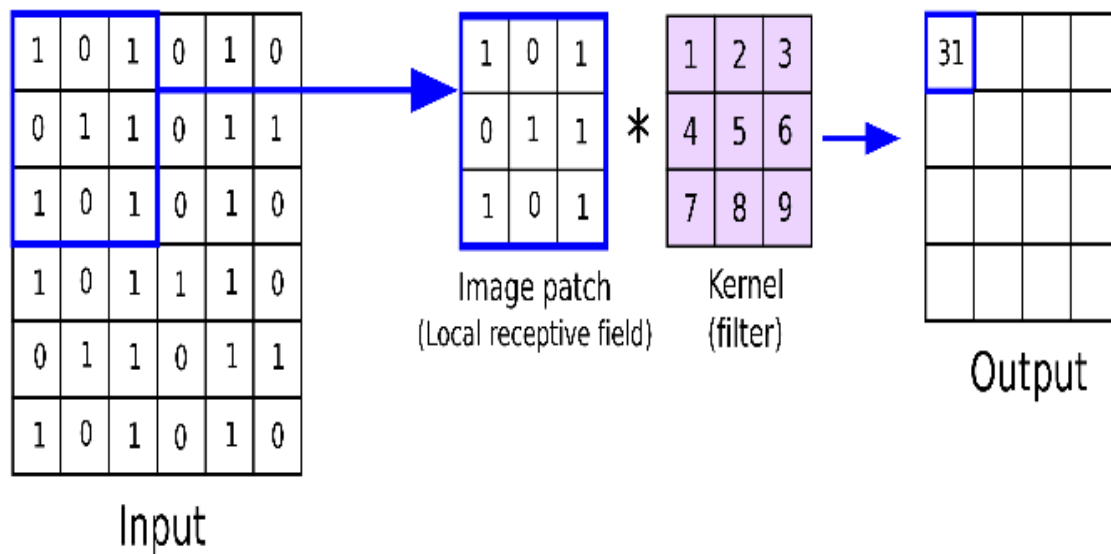 1 0 1 0 1 0
0 1 1 0 1 1
1 0 1 0 1 0
1 0 1 1 1 0
0 1 1 0 1 1
1 0 1 0 1 0
Input
1 0 1
0 1 1
1 0 1
Image patch
(Local receptive field)
*
1 2 3
4 5 6
7 8 9
Kernel
(filter)
31
Output